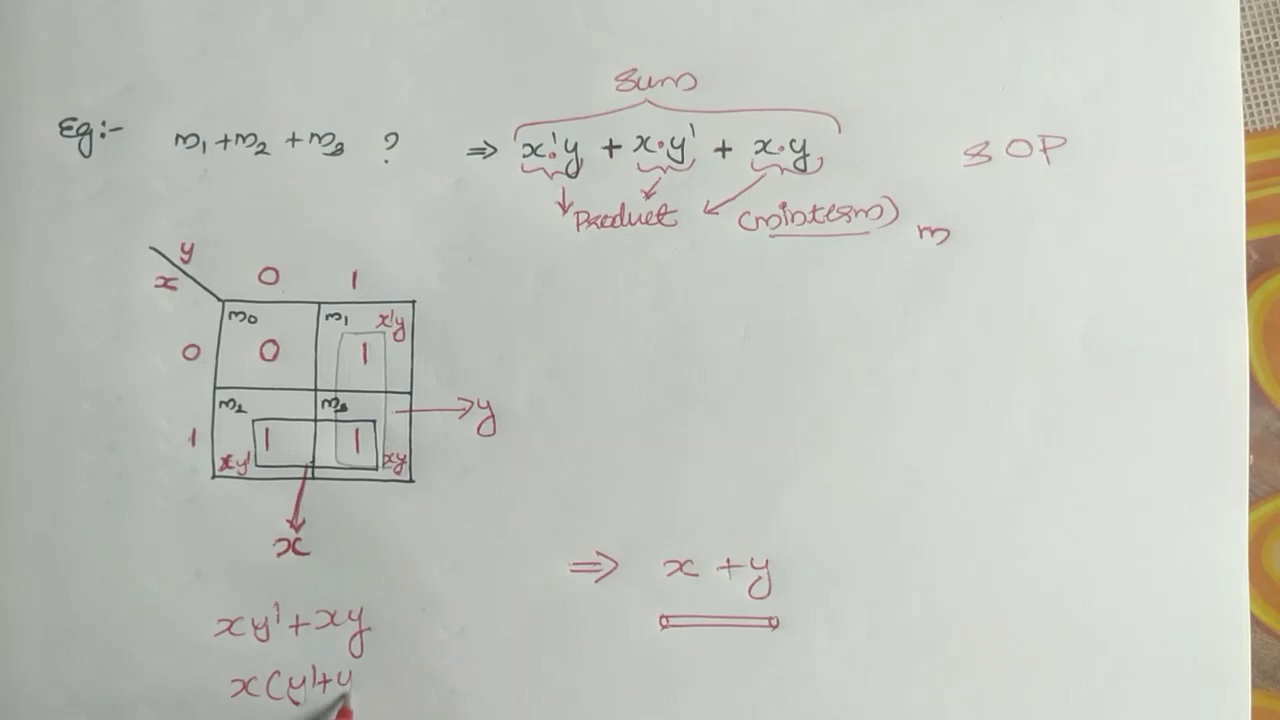 Eg:- m₁ + m₂ + m₃ ? ⇒ x'.y + x.y' + x.y SOP
Sum
Product (minterm) m
y
x
0 1
m₀ m₁ x'y
0 0 1
m₂ m₃
1 1 1
xy' xy
→ y
x
⇒ x + y
xy' + xy
x(y'+y